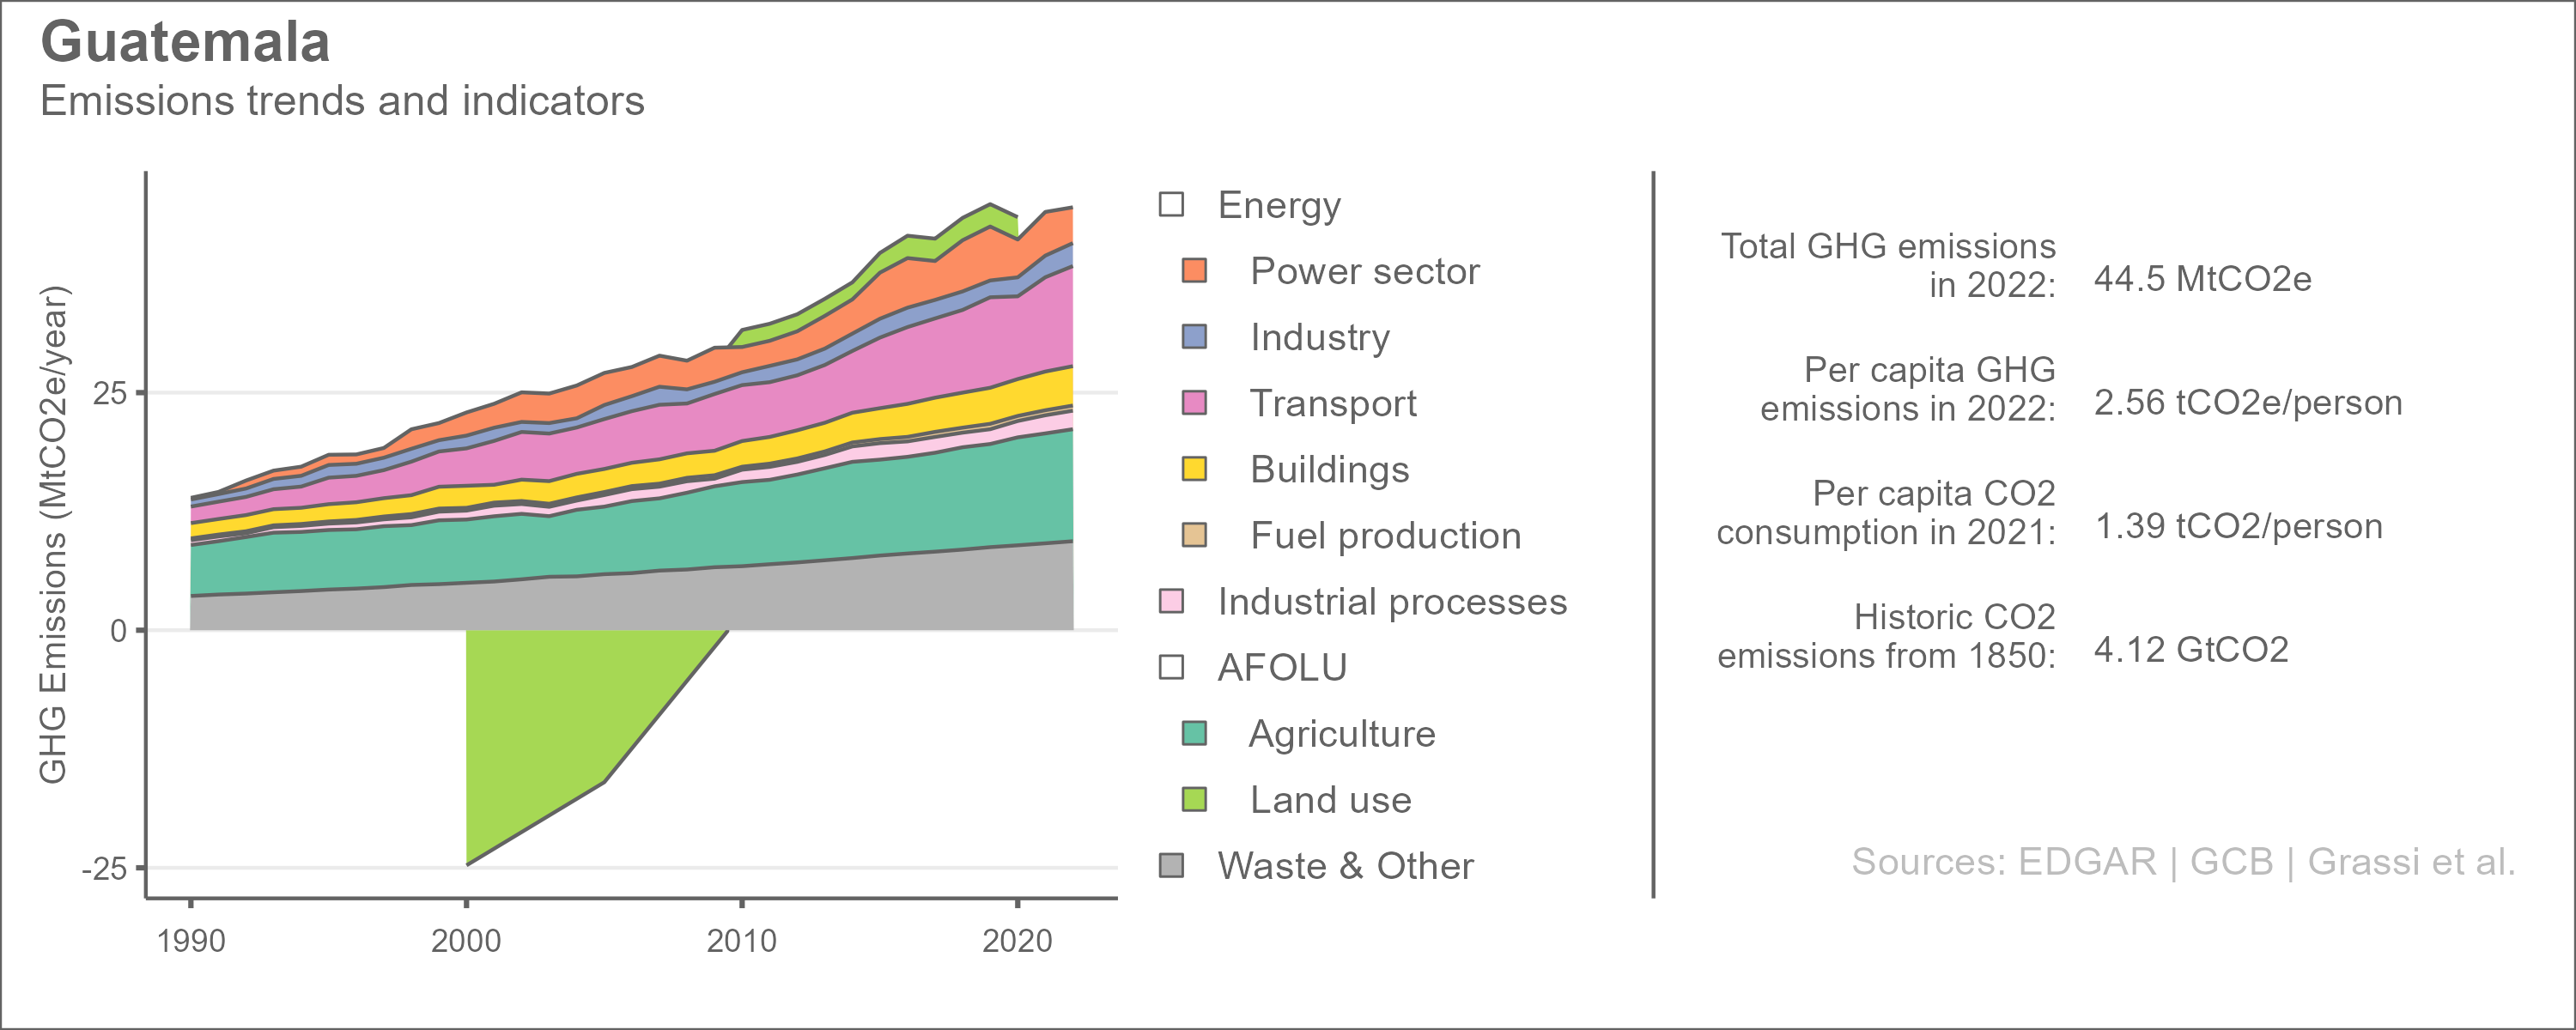 Guatemala
Emissions trends and indicators
GHG Emissions (MtCO2e/year)
25
0
-25
1990
2000
2010
2020
Energy
Power sector
Industry
Transport
Buildings
Fuel production
Industrial processes
AFOLU
Agriculture
Land use
Waste & Other
Total GHG emissions
in 2022:
44.5 MtCO2e
Per capita GHG
emissions in 2022:
2.56 tCO2e/person
Per capita CO2
consumption in 2021:
1.39 tCO2/person
Historic CO2
emissions from 1850:
4.12 GtCO2
Sources: EDGAR | GCB | Grassi et al.